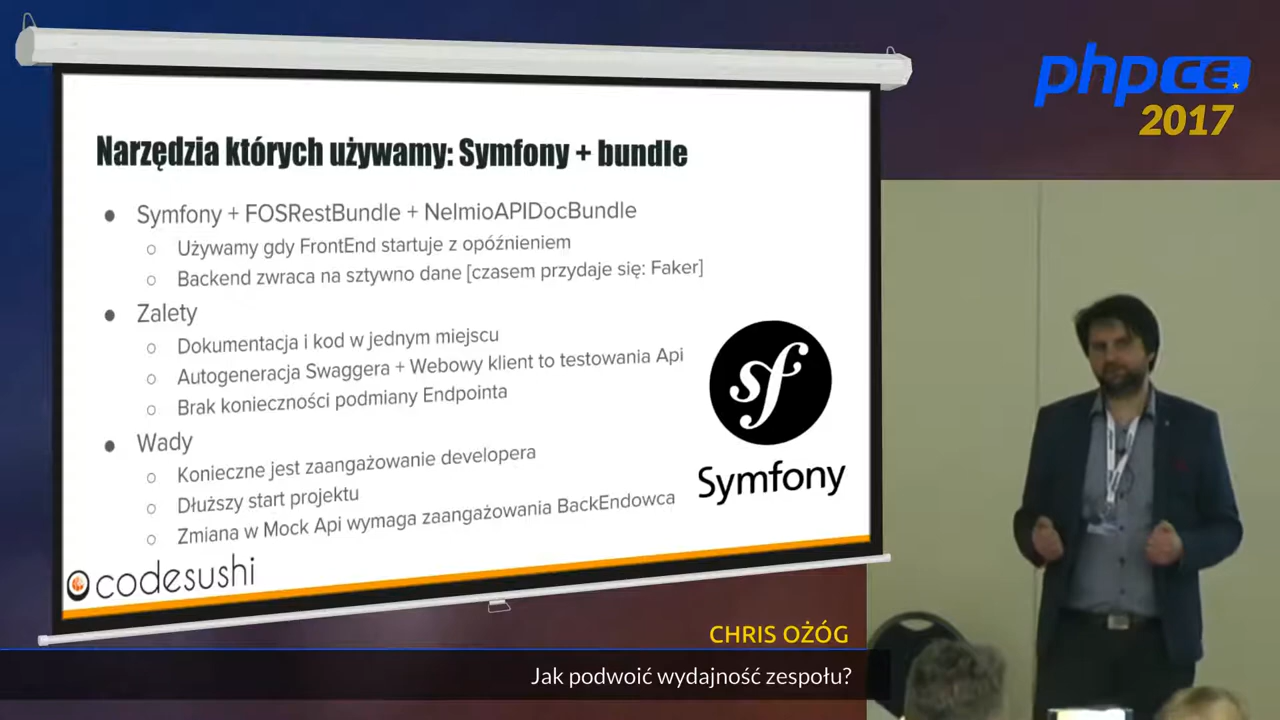 phpCE
2017
Narzędzia których używamy: Symfony + bundle
Symfony + FOSRestBundle + NelmioAPIDocBundle
Używamy gdy FrontEnd startuje z opóźnieniem
Backend zwraca na sztywno dane [czasem przydaje się: Faker]
Zalety
Dokumentacja i kod w jednym miejscu
Autogeneracja Swaggera + Webowy klient to testowania Api
Brak konieczności podmiany Endpointa
Wady
Konieczne jest zaangażowanie developera
Dłuższy start projektu
Zmiana w Mock Api wymaga zaangażowania BackEndowca
sf
Symfony
codesushi
CHRIS OŻÓG
Jak podwoić wydajność zespołu?